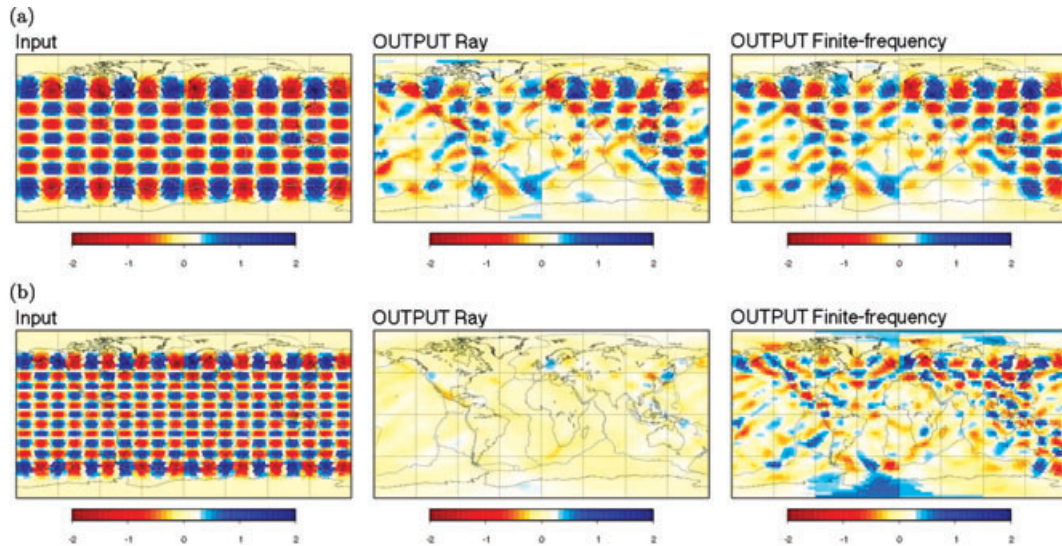 (a)
Input
OUTPUT Ray
OUTPUT Finite-frequency
-2 -1 0 1 2
-2 -1 0 1 2
-2 -1 0 1 2
(b)
Input
OUTPUT Ray
OUTPUT Finite-frequency
-2 -1 0 1 2
-2 -1 0 1 2
-2 -1 0 1 2